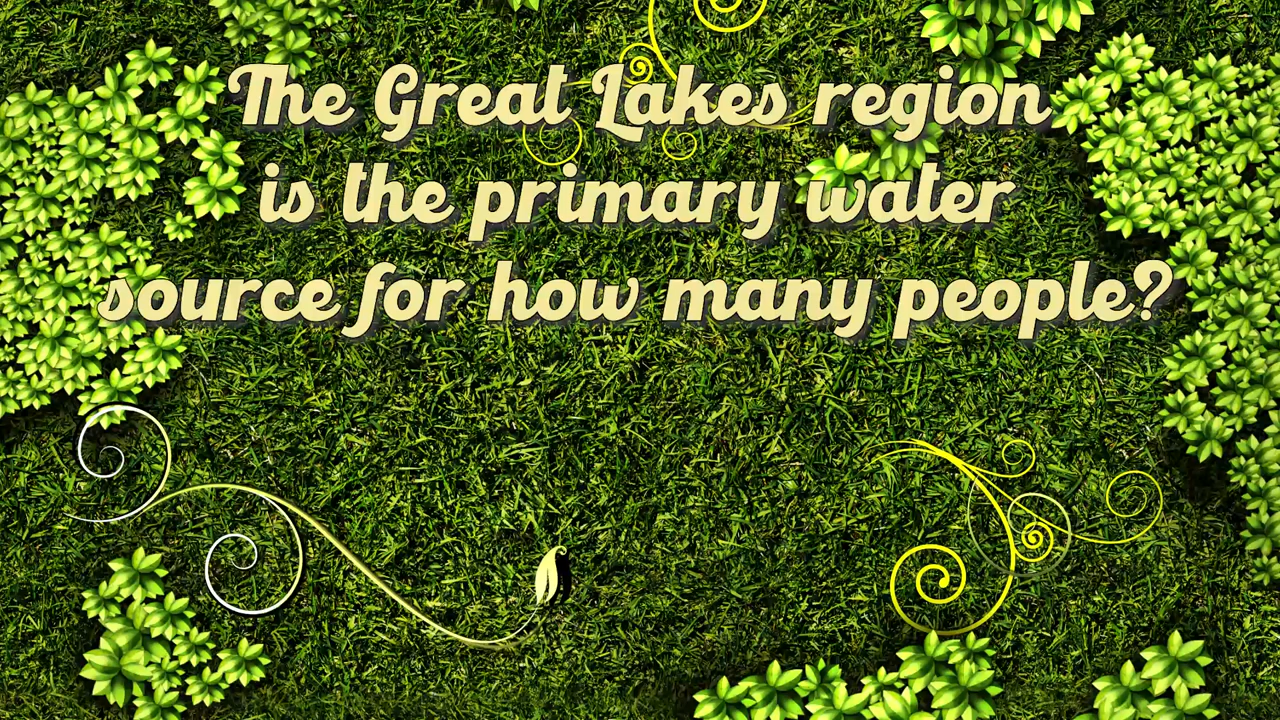 The Great Lakes region
is the primary water
source for how many people?